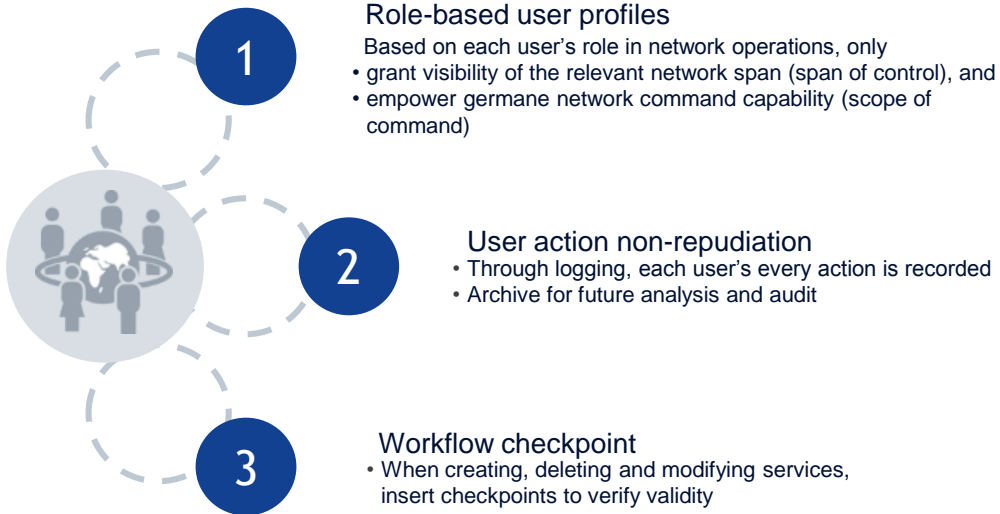 1
Role-based user profiles
Based on each user's role in network operations, only
• grant visibility of the relevant network span (span of control), and
• empower germane network command capability (scope of
command)
2
User action non-repudiation
• Through logging, each user's every action is recorded
• Archive for future analysis and audit
3
Workflow checkpoint
• When creating, deleting and modifying services,
insert checkpoints to verify validity